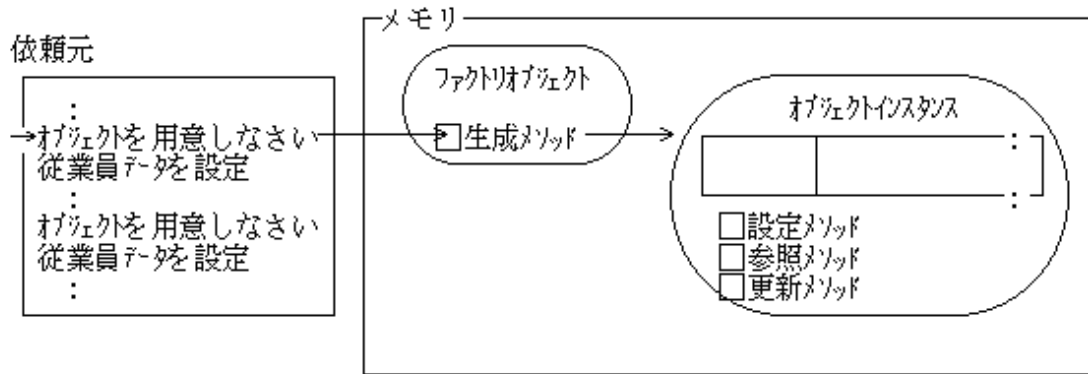 メモリ
依頼元
:
ｵﾌﾞｼﾞｪｸﾄを用意しなさい
従業員ﾃﾞｰﾀを設定
:
ｵﾌﾞｼﾞｪｸﾄを用意しなさい
従業員ﾃﾞｰﾀを設定
:
ﾌｧｸﾄﾘｵﾌﾞｼﾞｪｸﾄ
生成ﾒｿｯﾄﾞ
ｵﾌﾞｼﾞｪｸﾄｲﾝｽﾀﾝｽ
:
:
設定ﾒｿｯﾄﾞ
参照ﾒｿｯﾄﾞ
更新ﾒｿｯﾄﾞ